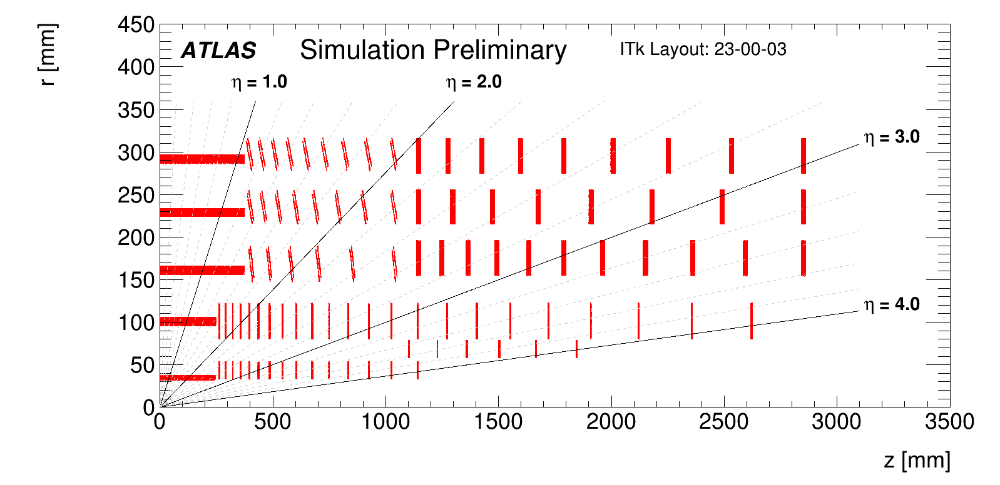 r [mm]
450
ATLAS Simulation Preliminary ITk Layout: 23-00-03
400
η = 1.0 η = 2.0
350
η = 3.0
300
250
200
150
η = 4.0
100
50
0
0 500 1000 1500 2000 2500 3000 3500
z [mm]